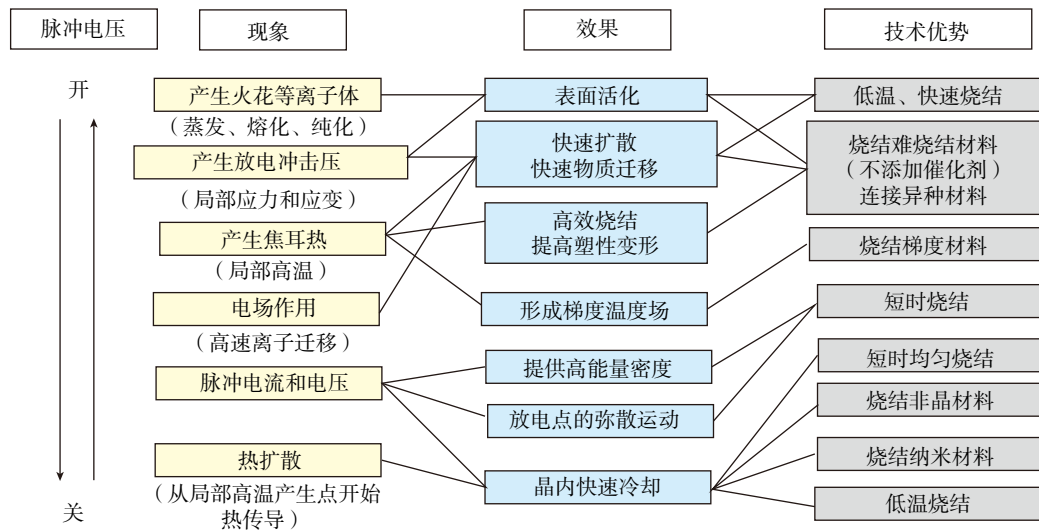 脉冲电压
现象
效果
技术优势
开
关
产生火花等离子体
（蒸发、熔化、纯化）
产生放电冲击压
（局部应力和应变）
产生焦耳热
（局部高温）
电场作用
（高速离子迁移）
脉冲电流和电压
热扩散
（从局部高温产生点开始
热传导）
表面活化
快速扩散
快速物质迁移
高效烧结
提高塑性变形
形成梯度温度场
提供高能量密度
放电点的弥散运动
晶内快速冷却
低温、快速烧结
烧结难烧结材料
（不添加催化剂）
连接异种材料
烧结梯度材料
短时烧结
短时均匀烧结
烧结非晶材料
烧结纳米材料
低温烧结